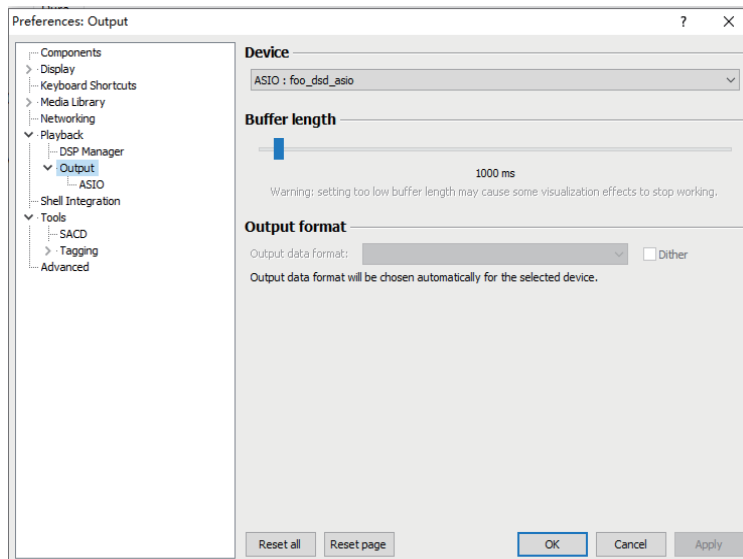 Preferences: Output
?
Components
Display
Keyboard Shortcuts
Media Library
Networking
Playback
DSP Manager
Output
ASIO
Shell Integration
Tools
SACD
Tagging
Advanced
Device
ASIO : foo_dsd_asio
Buffer length
1000 ms
Warning: setting too low buffer length may cause some visualization effects to stop working.
Output format
Output data format:
Dither
Output data format will be chosen automatically for the selected device.
Reset all
Reset page
OK
Cancel
Apply